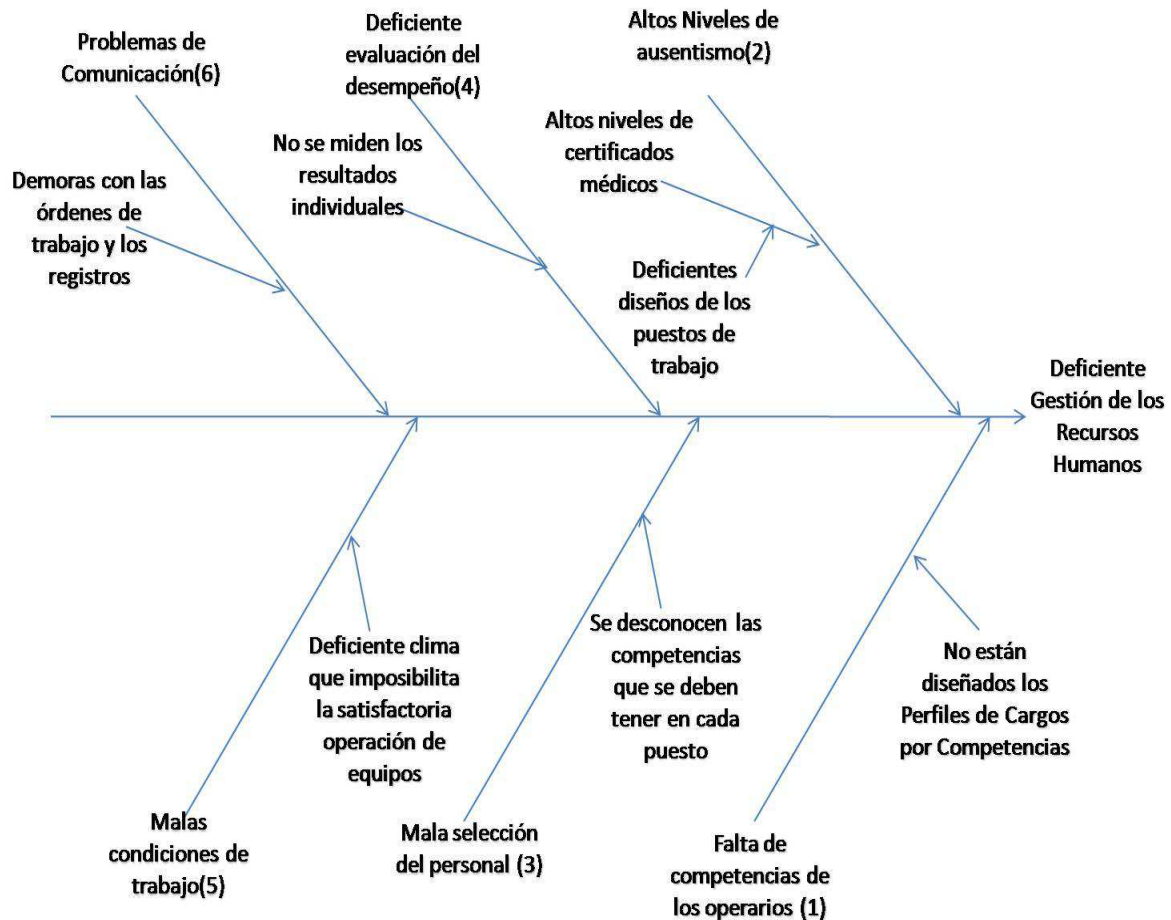 Problemas de
Comunicación(6)
Deficiente
evaluación del
desempeño(4)
Altos Niveles de
ausentismo(2)
Demoras con las
órdenes de
trabajo y los
registros
No se miden los
resultados
individuales
Altos niveles de
certificados
médicos
Deficientes
diseños de los
puestos de
trabajo
Deficiente
Gestión de los
Recursos
Humanos
Deficiente clima
que imposibilita
la satisfactoria
operación de
equipos
Se desconocen las
competencias
que se deben
tener en cada
puesto
No están
diseñados los
Perfiles de Cargos
por Competencias
Malas
condiciones de
trabajo(5)
Mala selección
del personal (3)
Falta de
competencias de
los operarios (1)